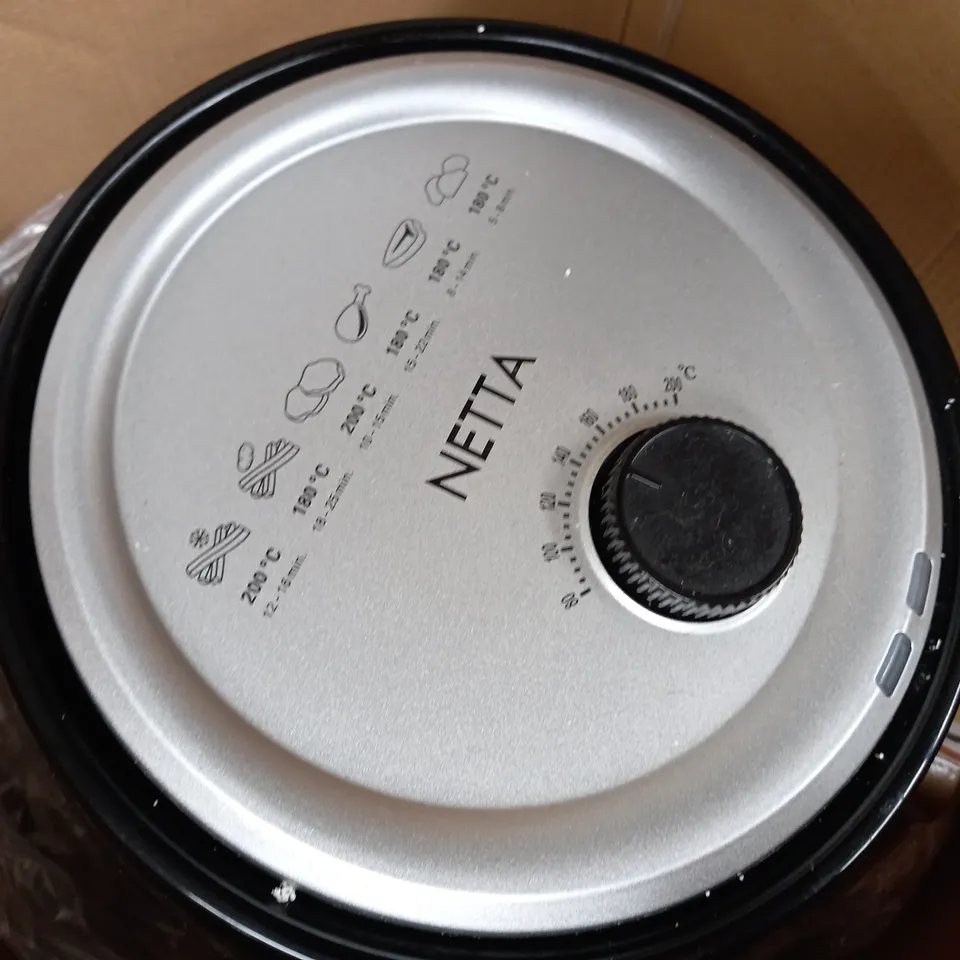 180°C
5-8min.
180°C
8-14min.
180°C
15-22min.
200°C
10-15min.
180°C
18-25min.
200°C
12-16min.
NETTA
80
100
120
140
160
180
200
°C